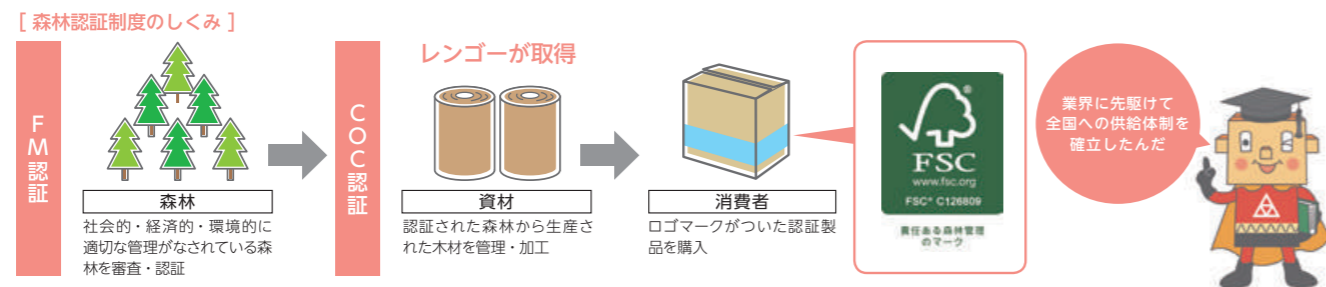 ［ 森林認証制度のしくみ ］
FM認証
森林
社会的・経済的・環境的に
適切な管理がなされている森
林を審査・認証
COC認証
レンゴーが取得
資材
認証された森林から生産さ
れた木材を管理・加工
消費者
ロゴマークがついた認証製
品を購入
FSC
www.fsc.org
FSC® C126809
責任ある森林管理
のマーク
業界に先駆けて
全国への供給体制を
確立したんだ